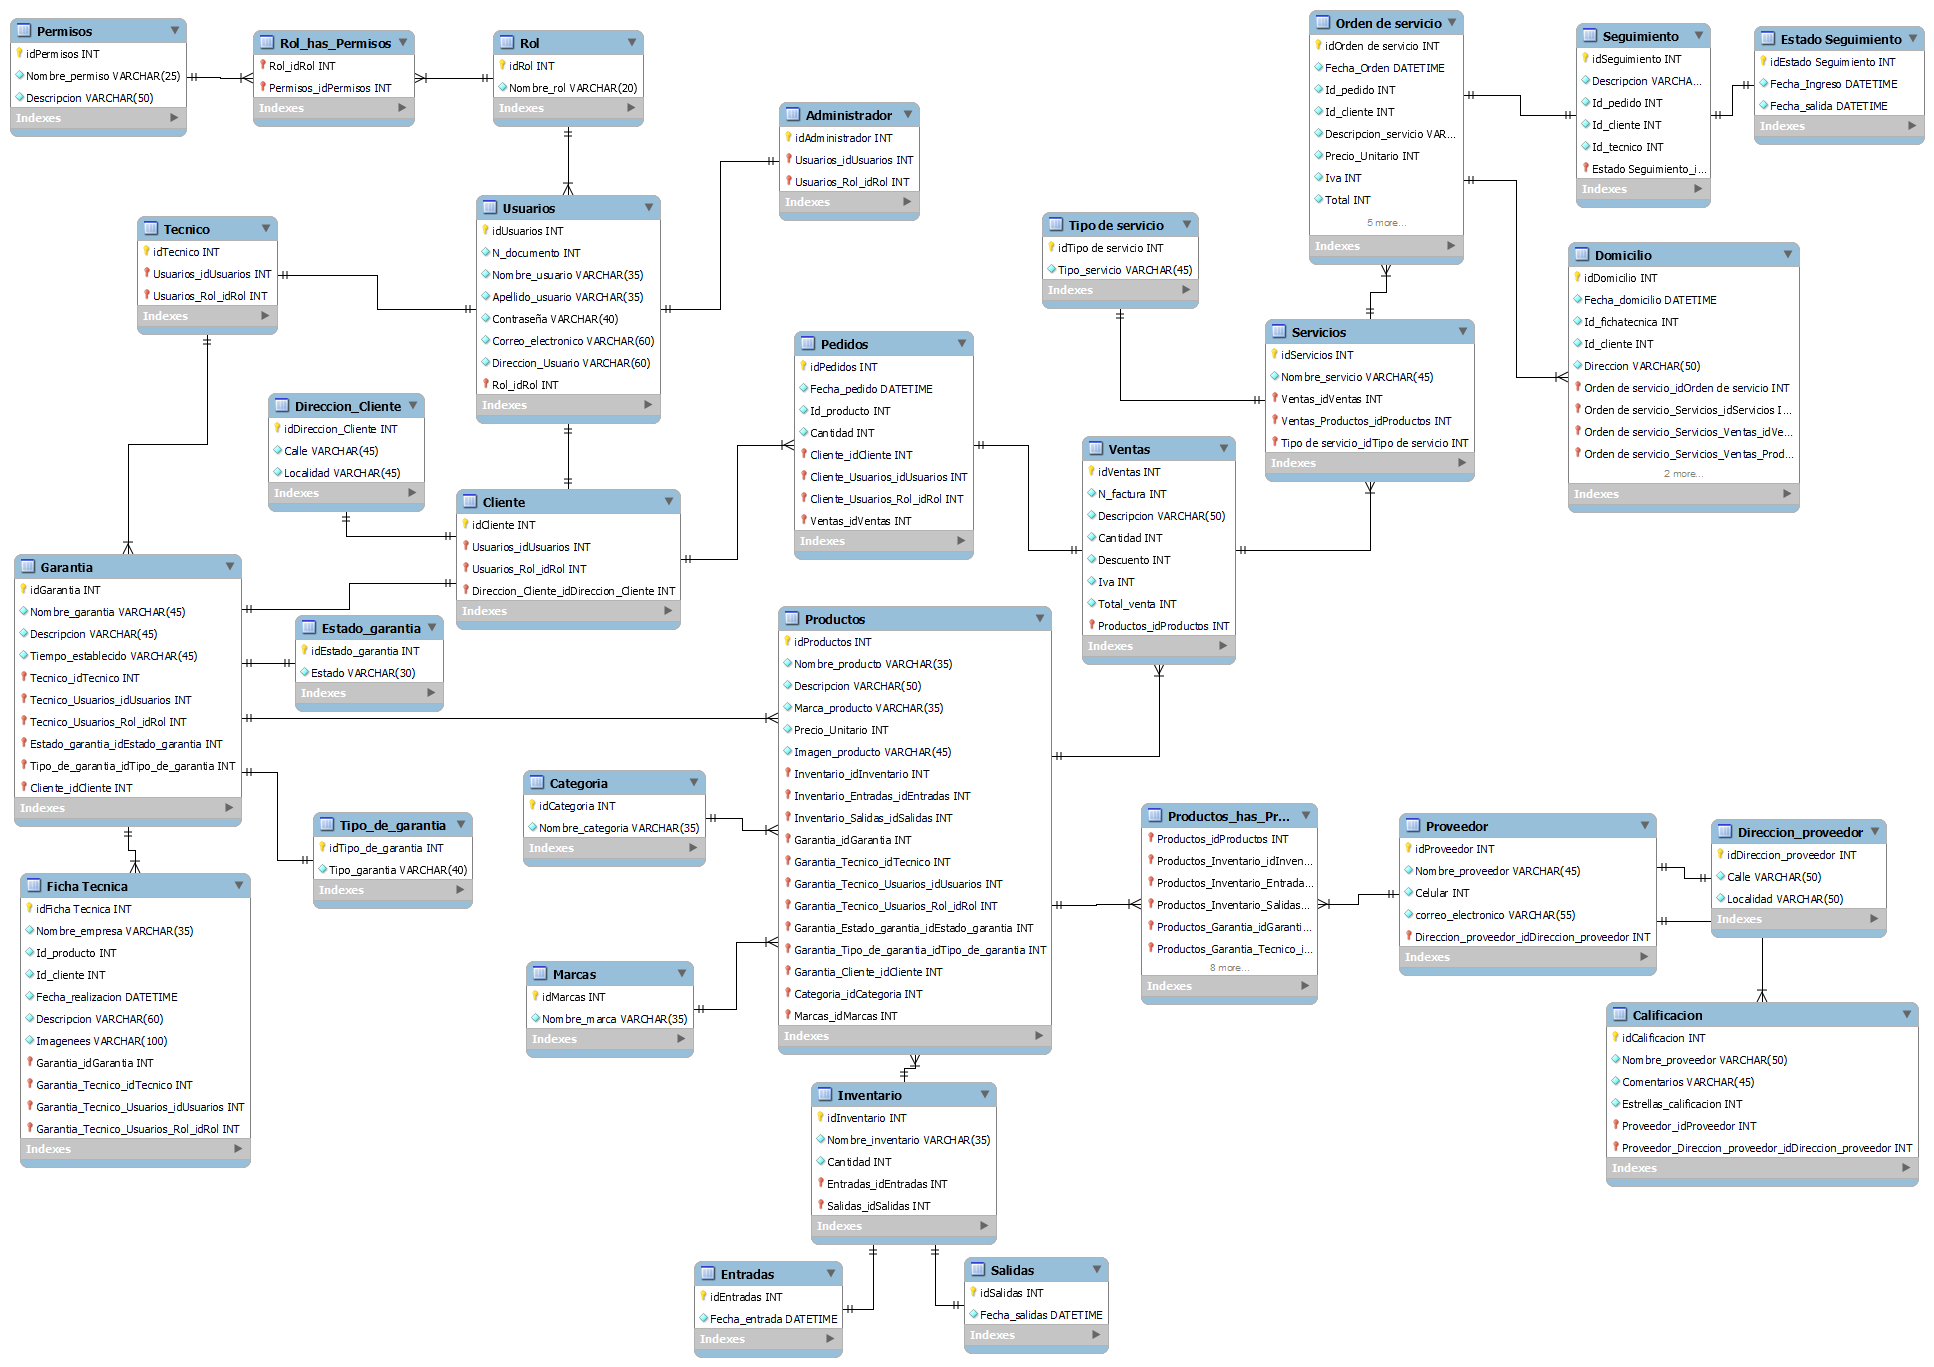 Permisos
idPermisos INT
Nombre_permiso VARCHAR(25)
Descripcion VARCHAR(50)
Indexes
Rol_has_Permisos
Rol_idRol INT
Permisos_idPermisos INT
Indexes
Rol
idRol INT
Nombre_rol VARCHAR(20)
Indexes
Administrador
idAdministrador INT
Usuarios_idUsuarios INT
Usuarios_Rol_idRol INT
Indexes
Orden de servicio
idOrden de servicio INT
Fecha_Orden DATETIME
Id_pedido INT
Id_cliente INT
Descripcion_servicio VAR...
Precio_Unitario INT
Iva INT
Total INT
5 more...
Indexes
Seguimiento
idSeguimiento INT
Descripcion VARCHA...
Id_pedido INT
Id_cliente INT
Id_tecnico INT
Estado Seguimiento_i...
Indexes
Estado Seguimiento
idEstado Seguimiento INT
Fecha_Ingreso DATETIME
Fecha_salida DATETIME
Indexes
Tecnico
idTecnico INT
Usuarios_idUsuarios INT
Usuarios_Rol_idRol INT
Indexes
Usuarios
idUsuarios INT
N_documento INT
Nombre_usuario VARCHAR(35)
Apellido_usuario VARCHAR(35)
Contraseña VARCHAR(40)
Correo_electronico VARCHAR(60)
Direccion_Usuario VARCHAR(60)
Rol_idRol INT
Indexes
Tipo de servicio
idTipo de servicio INT
Tipo_servicio VARCHAR(45)
Indexes
Domicilio
idDomicilio INT
Fecha_domicilio DATETIME
Id_fichatecnica INT
Id_cliente INT
Direccion VARCHAR(50)
Orden de servicio_idOrden de servicio INT
Orden de servicio_Servicios_idServicios I...
Orden de servicio_Servicios_Ventas_idVe...
Orden de servicio_Servicios_Ventas_Prod...
2 more...
Indexes
Servicios
idServicios INT
Nombre_servicio VARCHAR(45)
Ventas_idVentas INT
Ventas_Productos_idProductos INT
Tipo de servicio_idTipo de servicio INT
Indexes
Pedidos
idPedidos INT
Fecha_pedido DATETIME
Id_producto INT
Cantidad INT
Cliente_idCliente INT
Cliente_Usuarios_idUsuarios INT
Cliente_Usuarios_Rol_idRol INT
Ventas_idVentas INT
Indexes
Direccion_Cliente
idDireccion_Cliente INT
Calle VARCHAR(45)
Localidad VARCHAR(45)
Indexes
Cliente
idCliente INT
Usuarios_idUsuarios INT
Usuarios_Rol_idRol INT
Direccion_Cliente_idDireccion_Cliente INT
Indexes
Ventas
idVentas INT
N_factura INT
Descripcion VARCHAR(50)
Cantidad INT
Descuento INT
Iva INT
Total_venta INT
Productos_idProductos INT
Indexes
Garantia
idGarantia INT
Nombre_garantia VARCHAR(45)
Descripcion VARCHAR(45)
Tiempo_establecido VARCHAR(45)
Tecnico_idTecnico INT
Tecnico_Usuarios_idUsuarios INT
Tecnico_Usuarios_Rol_idRol INT
Estado_garantia_idEstado_garantia INT
Tipo_de_garantia_idTipo_de_garantia INT
Cliente_idCliente INT
Indexes
Estado_garantia
idEstado_garantia INT
Estado VARCHAR(30)
Indexes
Productos
idProductos INT
Nombre_producto VARCHAR(35)
Descripcion VARCHAR(50)
Marca_producto VARCHAR(35)
Precio_Unitario INT
Imagen_producto VARCHAR(45)
Inventario_idInventario INT
Inventario_Entradas_idEntradas INT
Inventario_Salidas_idSalidas INT
Garantia_idGarantia INT
Garantia_Tecnico_idTecnico INT
Garantia_Tecnico_Usuarios_idUsuarios INT
Garantia_Tecnico_Usuarios_Rol_idRol INT
Garantia_Estado_garantia_idEstado_garantia INT
Garantia_Tipo_de_garantia_idTipo_de_garantia INT
Garantia_Cliente_idCliente INT
Categoria_idCategoria INT
Marcas_idMarcas INT
Indexes
Categoria
idCategoria INT
Nombre_categoria VARCHAR(35)
Indexes
Tipo_de_garantia
idTipo_de_garantia INT
Tipo_garantia VARCHAR(40)
Indexes
Productos_has_Pr...
Productos_idProductos INT
Productos_Inventario_idInven...
Productos_Inventario_Entrada...
Productos_Inventario_Salidas...
Productos_Garantia_idGaranti...
Productos_Garantia_Tecnico_i...
8 more...
Indexes
Proveedor
idProveedor INT
Nombre_proveedor VARCHAR(45)
Celular INT
correo_electronico VARCHAR(55)
Direccion_proveedor_idDireccion_proveedor INT
Indexes
Direccion_proveedor
idDireccion_proveedor INT
Calle VARCHAR(50)
Localidad VARCHAR(50)
Indexes
Ficha Tecnica
idFicha Tecnica INT
Nombre_empresa VARCHAR(35)
Id_producto INT
Id_cliente INT
Fecha_realizacion DATETIME
Descripcion VARCHAR(60)
Imagenees VARCHAR(100)
Garantia_idGarantia INT
Garantia_Tecnico_idTecnico INT
Garantia_Tecnico_Usuarios_idUsuarios INT
Garantia_Tecnico_Usuarios_Rol_idRol INT
Indexes
Marcas
idMarcas INT
Nombre_marca VARCHAR(35)
Indexes
Calificacion
idCalificacion INT
Nombre_proveedor VARCHAR(50)
Comentarios VARCHAR(45)
Estrellas_calificacion INT
Proveedor_idProveedor INT
Proveedor_Direccion_proveedor_idDireccion_proveedor INT
Indexes
Inventario
idInventario INT
Nombre_inventario VARCHAR(35)
Cantidad INT
Entradas_idEntradas INT
Salidas_idSalidas INT
Indexes
Entradas
idEntradas INT
Fecha_entrada DATETIME
Indexes
Salidas
idSalidas INT
Fecha_salidas DATETIME
Indexes